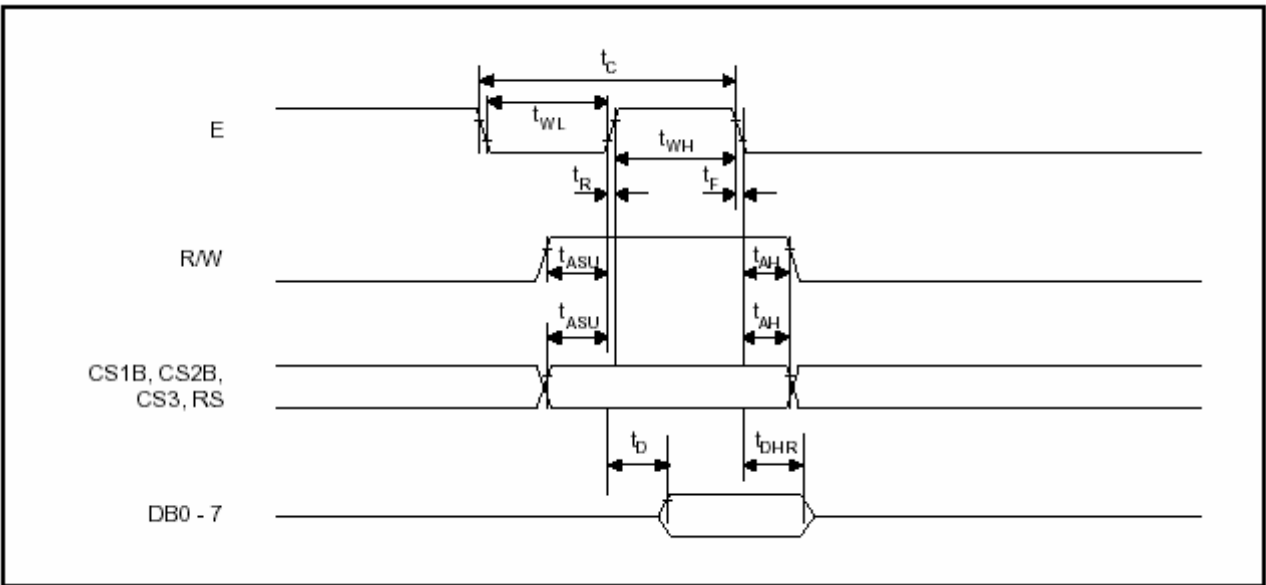 tC
E
tWL
tWH
tR
tF
R/W
tASU
tAH
tASU
tAH
CS1B, CS2B,
CS3, RS
tD
tDHR
DB0 - 7